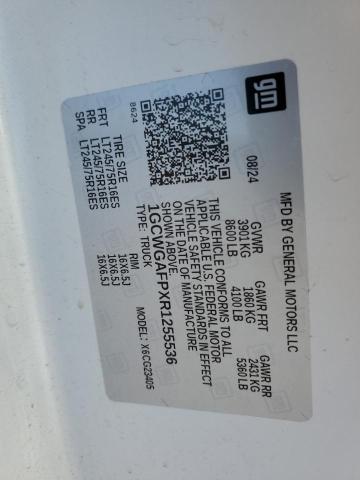 gm
MFD BY GENERAL MOTORS LLC
08/24 GVWR GAWR FRT GAWR RR
3901 KG 1860 KG 2431 KG
8600 LB 4100 LB 5360 LB
THIS VEHICLE CONFORMS TO ALL
APPLICABLE U.S. FEDERAL MOTOR
VEHICLE SAFETY STANDARDS IN EFFECT
ON THE DATE OF MANUFACTURE
SHOWN ABOVE.
1GCWGAFPXR1255536
TYPE: TRUCK MODEL: X6CG23405
8624
TIRE SIZE RIM
FRT LT245/75R16ES 16X6.5J
RR LT245/75R16ES 16X6.5J
SPA LT245/75R16ES 16X6.5J